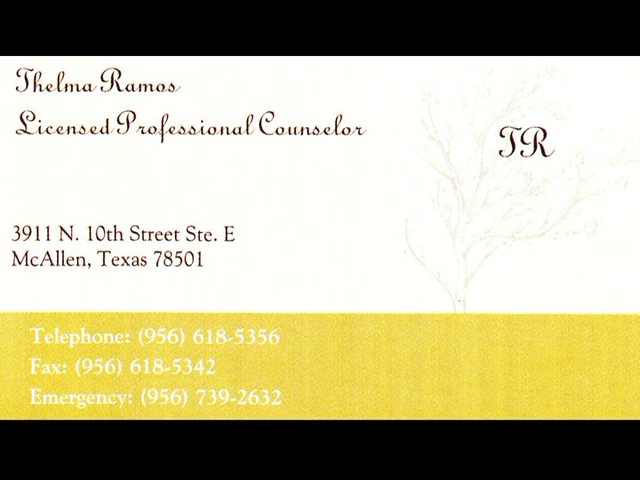 Thelma Ramos
Licensed Professional Counselor
TR
3911 N. 10th Street Ste. E
McAllen, Texas 78501
Telephone: (956) 618-5356
Fax: (956) 618-5342
Emergency: (956) 739-2632